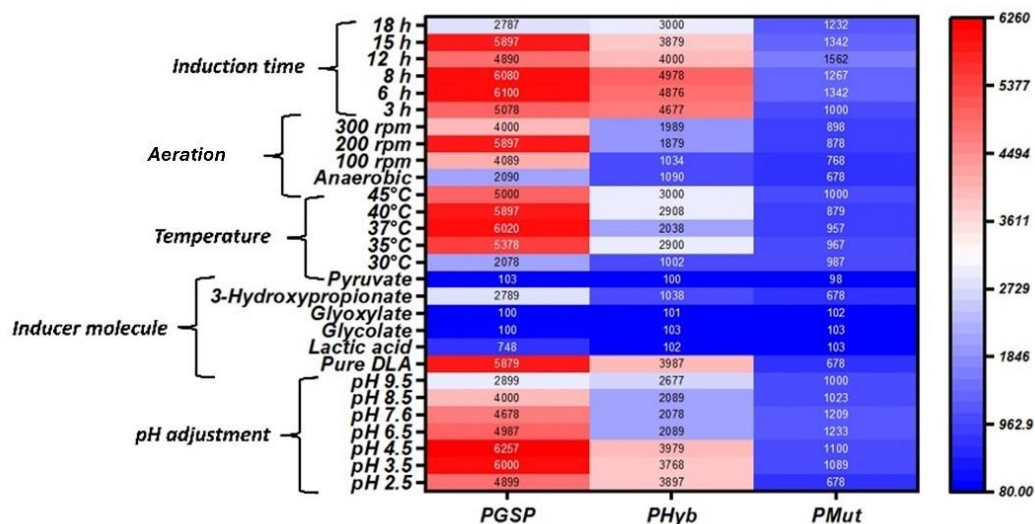 Induction time
Aeration
Temperature
Inducer molecule
pH adjustment
18 h 2787 3000 1232
15 h 5897 3879 1342
12 h 4890 4000 1562
8 h 6080 4978 1267
6 h 6100 4876 1342
3 h 5078 4677 1000
300 rpm 4000 1989 898
200 rpm 5897 1879 878
100 rpm 4089 1034 768
Anaerobic 2090 1090 678
45°C 5000 3000 1000
40°C 5897 2908 879
37°C 6020 2038 957
35°C 5378 2900 967
30°C 2078 1002 987
Pyruvate 103 100 98
3-Hydroxypropionate 2789 1038 678
Glyoxylate 100 101 102
Glycolate 100 103 103
Lactic acid 748 102 103
Pure DLA 5879 3987 678
pH 9.5 2899 2677 1000
pH 8.5 4000 2089 1023
pH 7.6 4678 2078 1209
pH 6.5 4987 2089 1233
pH 4.5 6257 3979 1100
pH 3.5 6000 3768 1089
pH 2.5 4899 3897 678
PGSP PHyb PMut
6260
5377
4494
3611
2729
1846
962.9
80.00